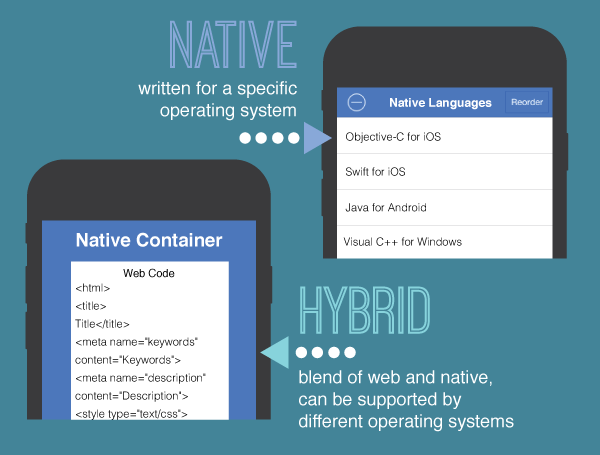 NATIVE
written for a specific
operating system
Native Languages
Reorder
Objective-C for iOS
Swift for iOS
Java for Android
Visual C++ for Windows
Native Container
Web Code
<html>
<title>
Title</title>
<meta name="keywords"
content="Keywords">
<meta name="description"
content="Description">
<style type="text/css">
HYBRID
blend of web and native,
can be supported by
different operating systems